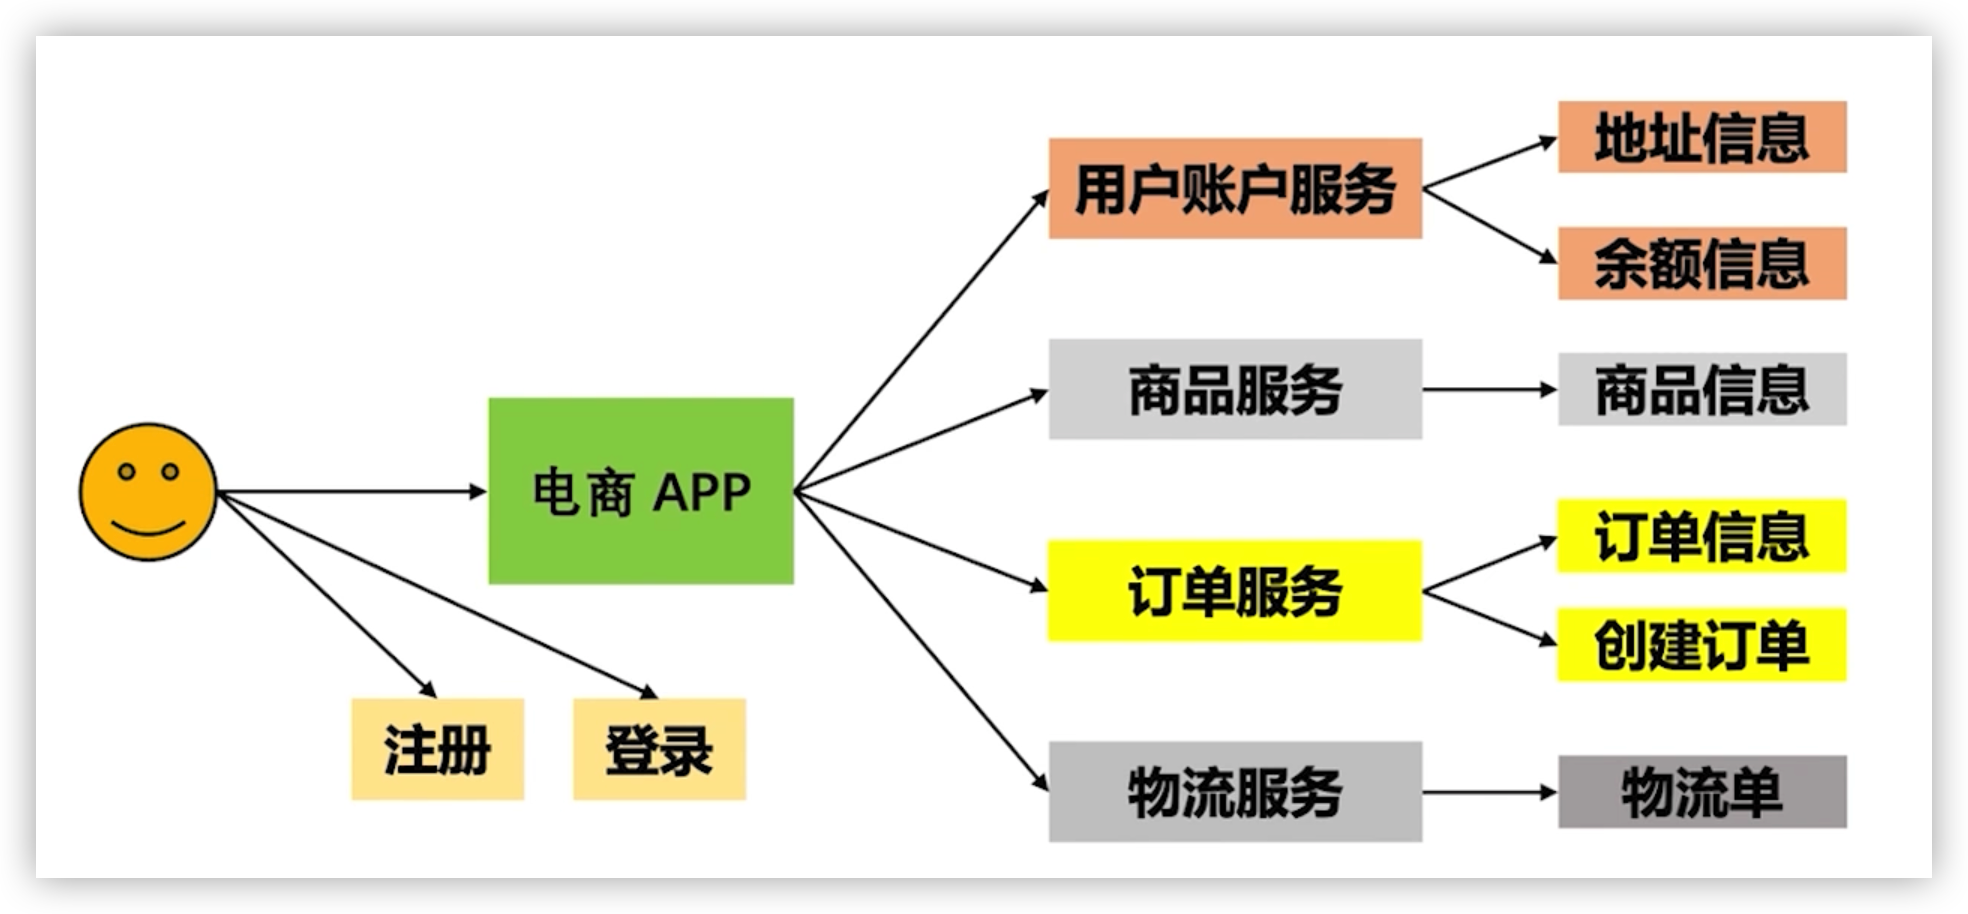 电商 APP
注册
登录
用户账户服务
地址信息
余额信息
商品服务
商品信息
订单服务
订单信息
创建订单
物流服务
物流单